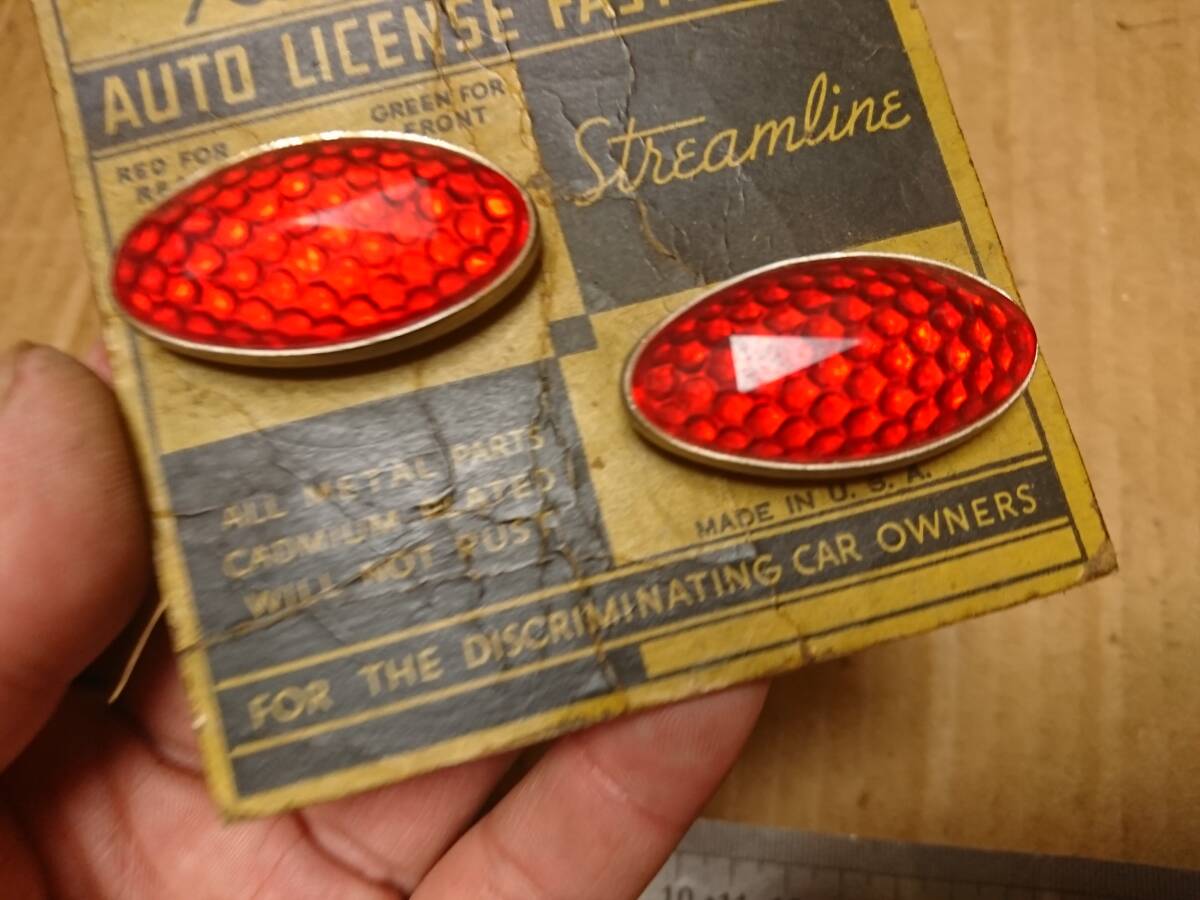 AUTO LICENSE
GREEN FOR
FRONT
RED FOR
Streamline
ALL METAL PARTS
CADMIUM PLATED
WILL NOT RUST
MADE IN U. S. A.
FOR THE DISCRIMINATING CAR OWNERS
10